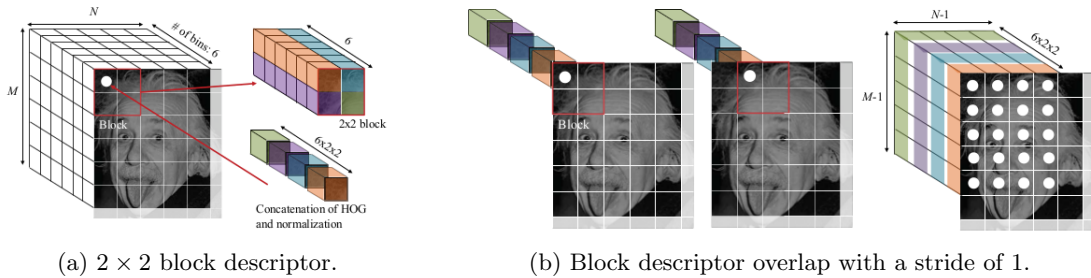 N
# of bins: 6
M
6
Block
2x2 block
6x2x2
Concatenation of HOG
and normalization
Block
N-1
6x2x2
M-1
(a) 2 × 2 block descriptor.
(b) Block descriptor overlap with a stride of 1.